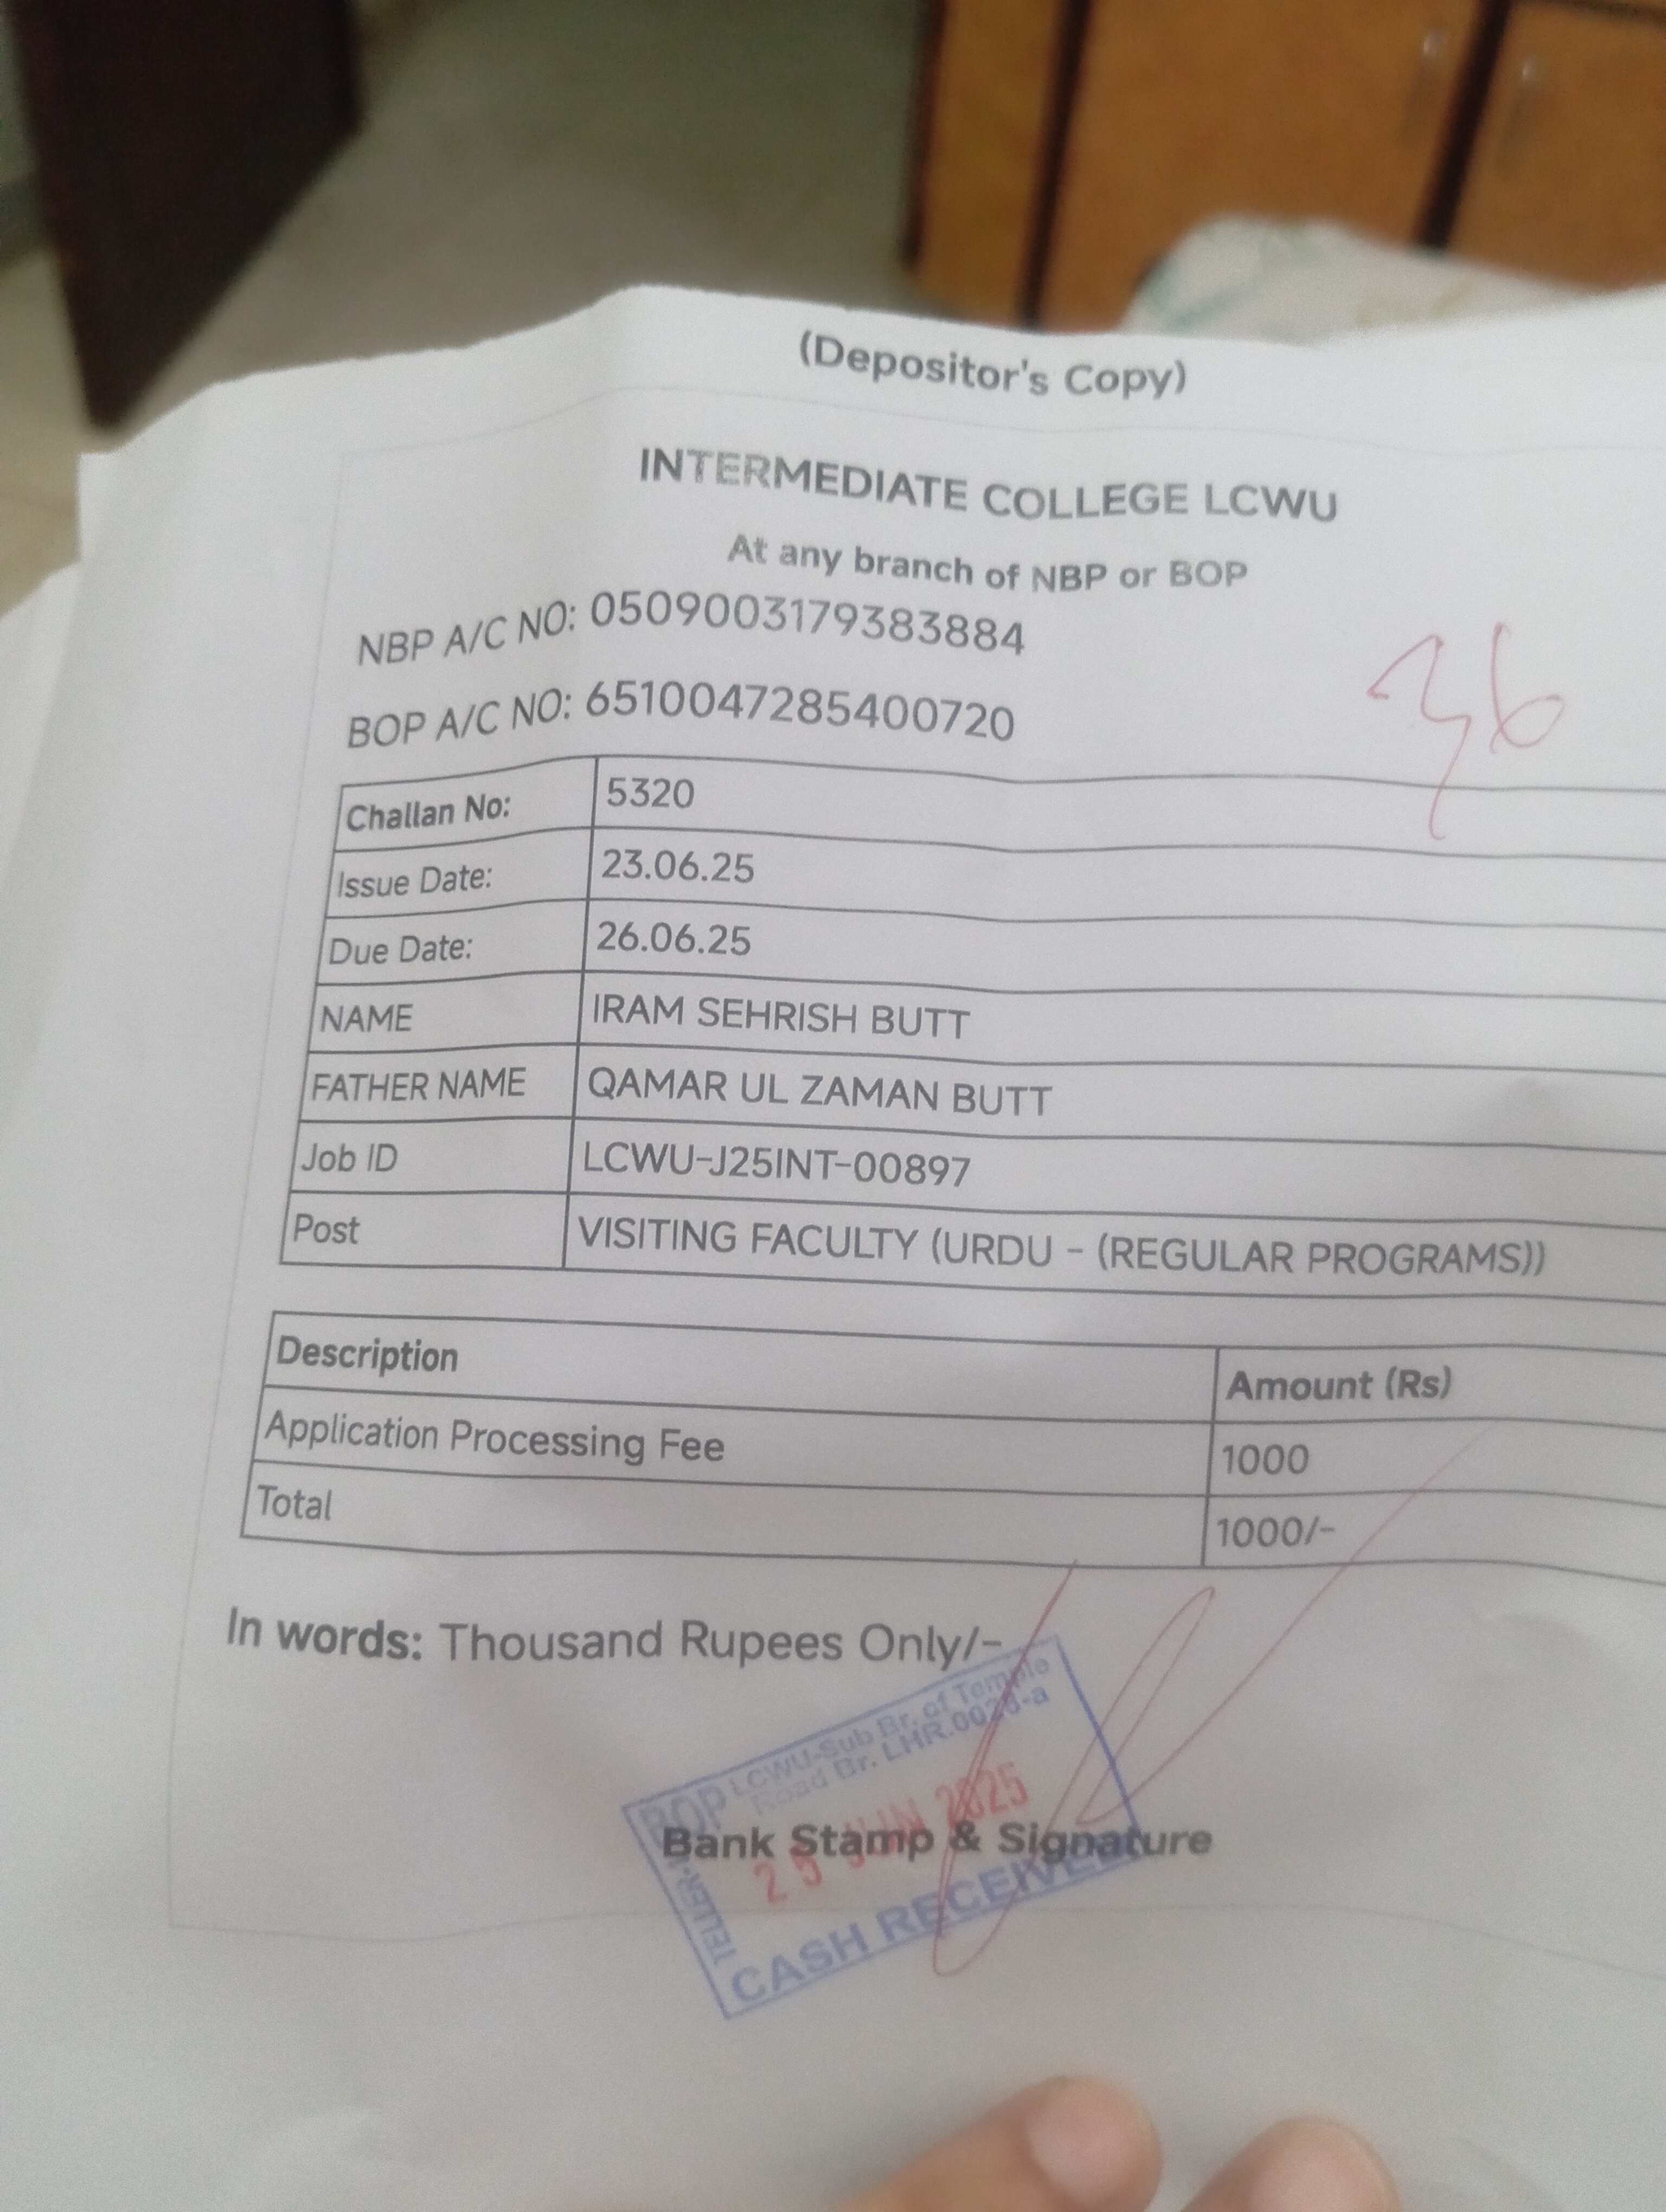 (Depositor's Copy)
INTERMEDIATE COLLEGE LCWU
At any branch of NBP or BOP
NBP A/C NO: 0509003179383884
BOP A/C NO: 6510047285400720
36
Challan No: 5320
Issue Date: 23.06.25
Due Date: 26.06.25
NAME IRAM SEHRISH BUTT
FATHER NAME QAMAR UL ZAMAN BUTT
Job ID LCWU-J25INT-00897
Post VISITING FACULTY (URDU - (REGULAR PROGRAMS))
Description Amount (Rs)
Application Processing Fee 1000
Total 1000/-
In words: Thousand Rupees Only/-
BOP LCWU-Sub Br. of Temple
Road Br. LHR.0028-a
25 JUN 2025
Bank Stamp & Signature
TELLER
CASH RECEIVED